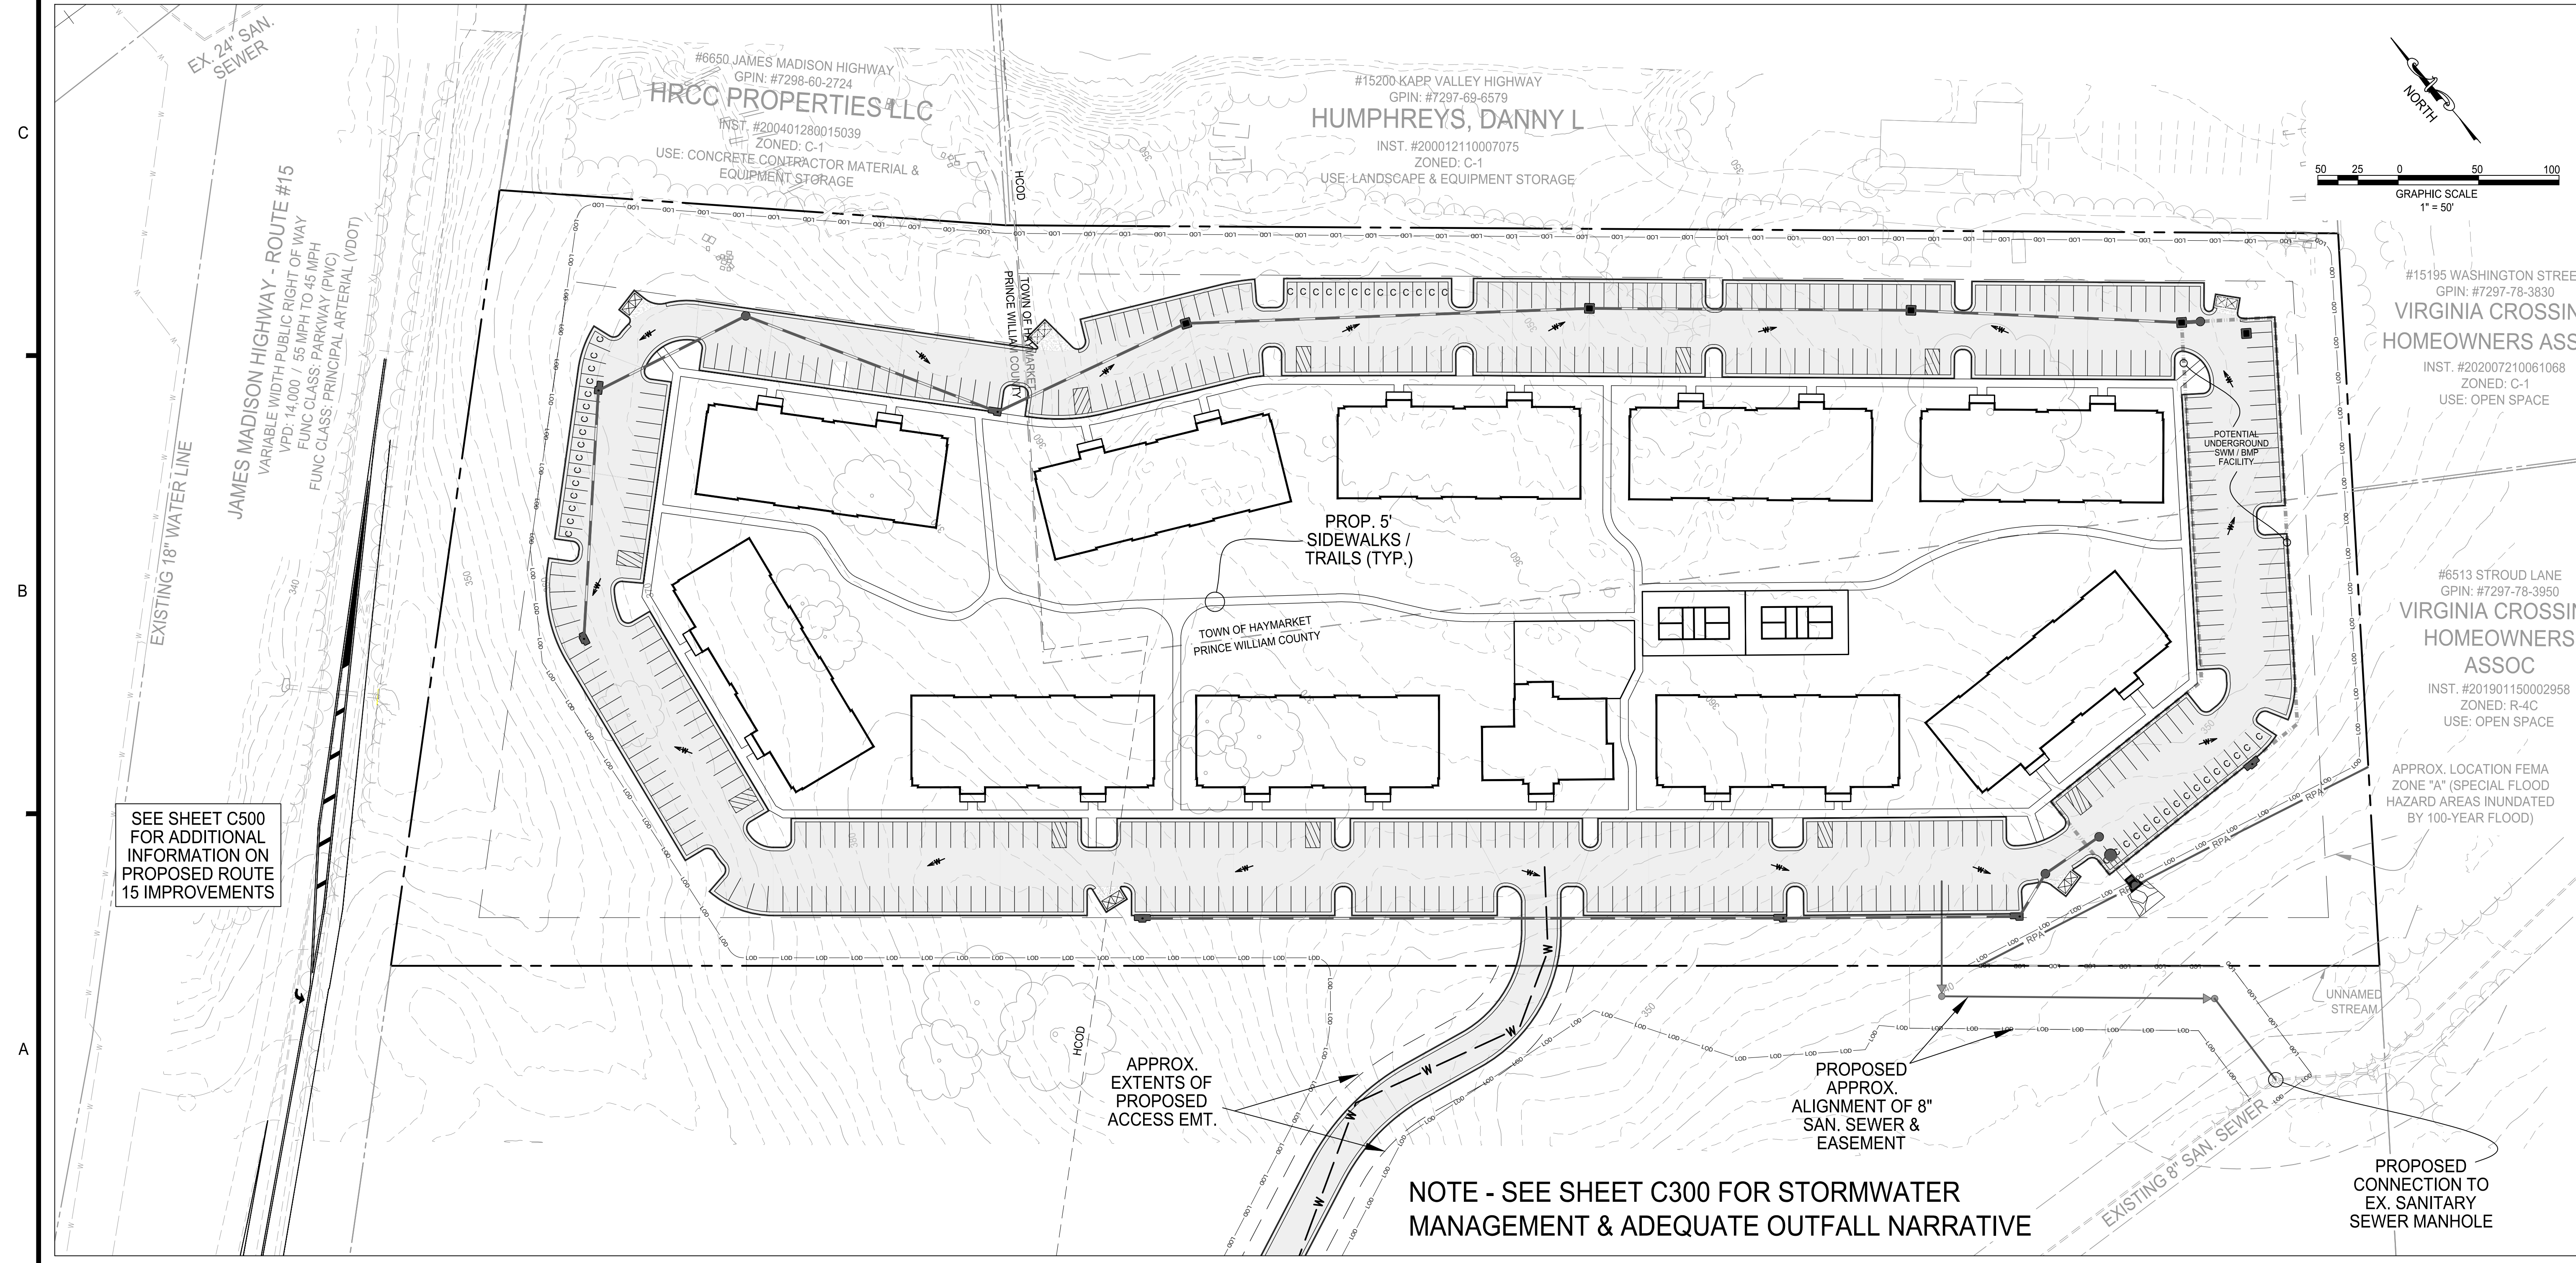 C
B
A
EX. 24" SAN.
SEWER
#6650 JAMES MADISON HIGHWAY
GPIN: #7298-60-2724
HRCC PROPERTIES LLC
INST. #200401280015039
ZONED: C-1
USE: CONCRETE CONTRACTOR MATERIAL &
EQUIPMENT STORAGE
HCOD
#15200 KAPP VALLEY HIGHWAY
GPIN: #7297-69-6579
HUMPHREYS, DANNY L
INST. #200012110007075
ZONED: C-1
USE: LANDSCAPE & EQUIPMENT STORAGE
NORTH
50 25 0 50 100
GRAPHIC SCALE
1" = 50'
JAMES MADISON HIGHWAY - ROUTE #15
VARIABLE WIDTH PUBLIC RIGHT OF WAY
VPD: 14,000 / 55 MPH TO 45 MPH
FUNC CLASS: PARKWAY (PWC)
FUNC CLASS: PRINCIPAL ARTERIAL (VDOT)
EXISTING 18" WATER LINE
TOWN OF HAYMARKET
PRINCE WILLIAM COUNTY
#15195 WASHINGTON STREE
GPIN: #7297-78-3830
VIRGINIA CROSSIN
HOMEOWNERS ASS
INST. #202007210061068
ZONED: C-1
USE: OPEN SPACE
POTENTIAL
UNDERGROUND
SWM / BMP
FACILITY
PROP. 5'
SIDEWALKS /
TRAILS (TYP.)
TOWN OF HAYMARKET
PRINCE WILLIAM COUNTY
#6513 STROUD LANE
GPIN: #7297-78-3950
VIRGINIA CROSSIN
HOMEOWNERS
ASSOC
INST. #201901150002958
ZONED: R-4C
USE: OPEN SPACE
APPROX. LOCATION FEMA
ZONE "A" (SPECIAL FLOOD
HAZARD AREAS INUNDATED
BY 100-YEAR FLOOD)
SEE SHEET C500
FOR ADDITIONAL
INFORMATION ON
PROPOSED ROUTE
15 IMPROVEMENTS
RPA
RPA
RPA
UNNAMED
STREAM
HCOD
APPROX.
EXTENTS OF
PROPOSED
ACCESS EMT.
W
W
W
W
W
PROPOSED
APPROX.
ALIGNMENT OF 8"
SAN. SEWER &
EASEMENT
EXISTING 8" SAN. SEWER
PROPOSED
CONNECTION TO
EX. SANITARY
SEWER MANHOLE
NOTE - SEE SHEET C300 FOR STORMWATER
MANAGEMENT & ADEQUATE OUTFALL NARRATIVE